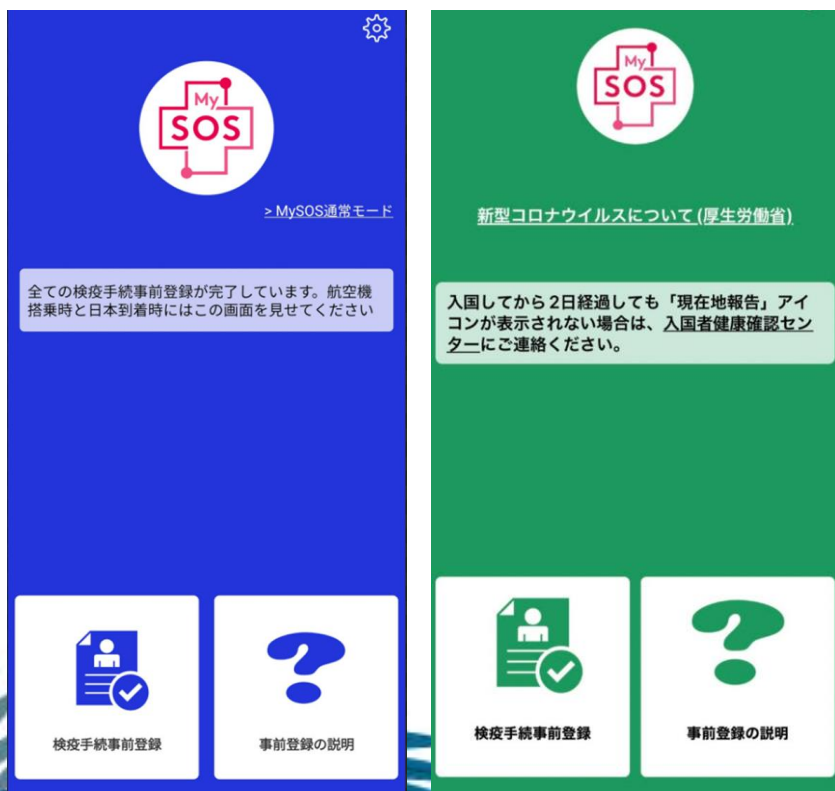 My
SOS
> MySOS通常モード
全ての検疫手続事前登録が完了しています。航空機
搭乗時と日本到着時にはこの画面を見せてください
検疫手続事前登録
事前登録の説明
My
SOS
新型コロナウイルスについて(厚生労働省)
入国してから2日経過しても「現在地報告」アイ
コンが表示されない場合は、入国者健康確認セン
ターにご連絡ください。
検疫手続事前登録
事前登録の説明